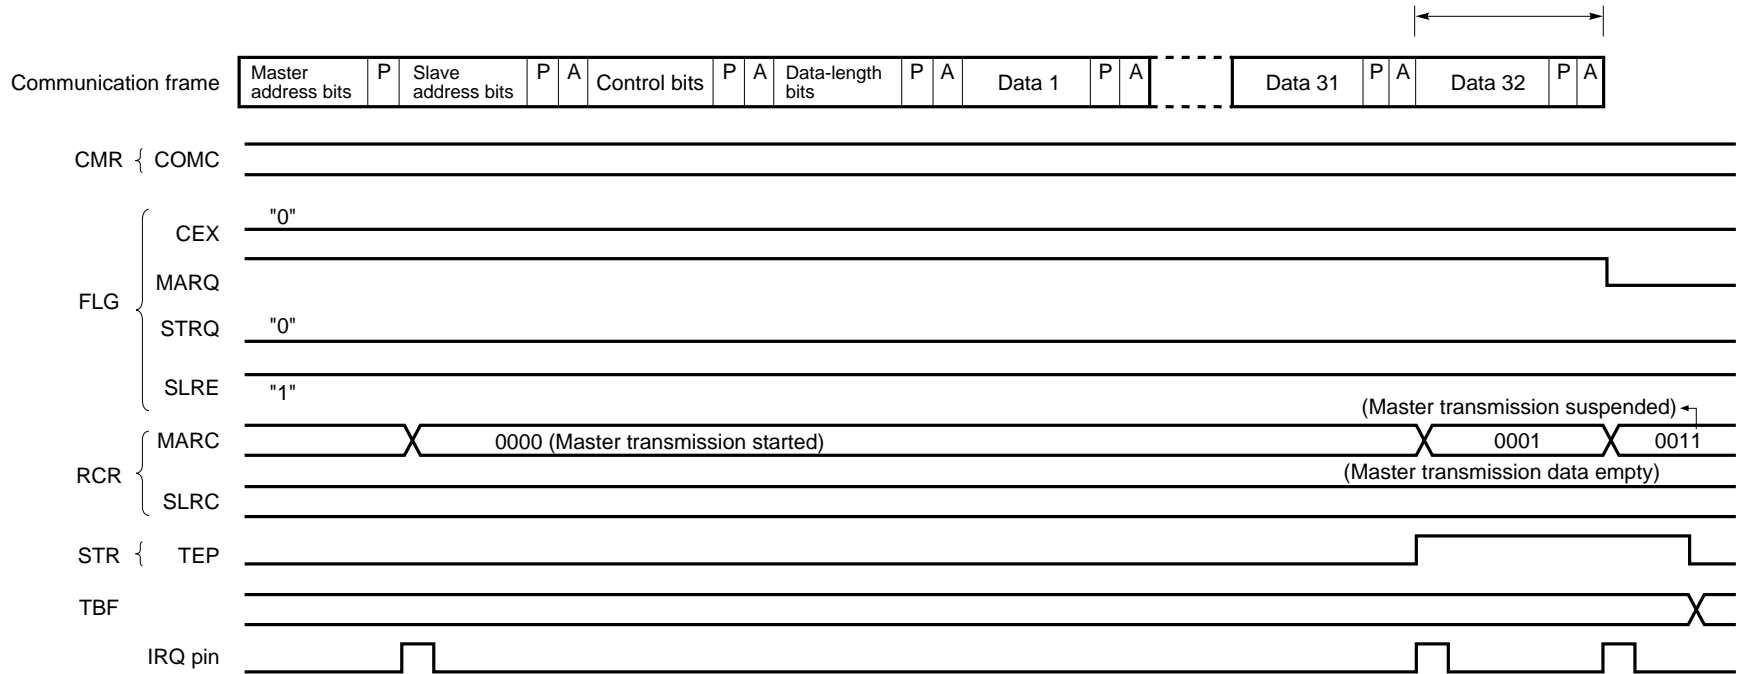 Communication frame
Master address bits P Slave address bits P A Control bits P A Data-length bits P A Data 1 P A Data 31 P A Data 32 P A
CMR { COMC
FLG
CEX "0"
MARQ
STRQ "0"
SLRE "1"
(Master transmission suspended)
RCR
MARC 0000 (Master transmission started) 0001 0011
(Master transmission data empty)
SLRC
STR { TEP
TBF
IRQ pin